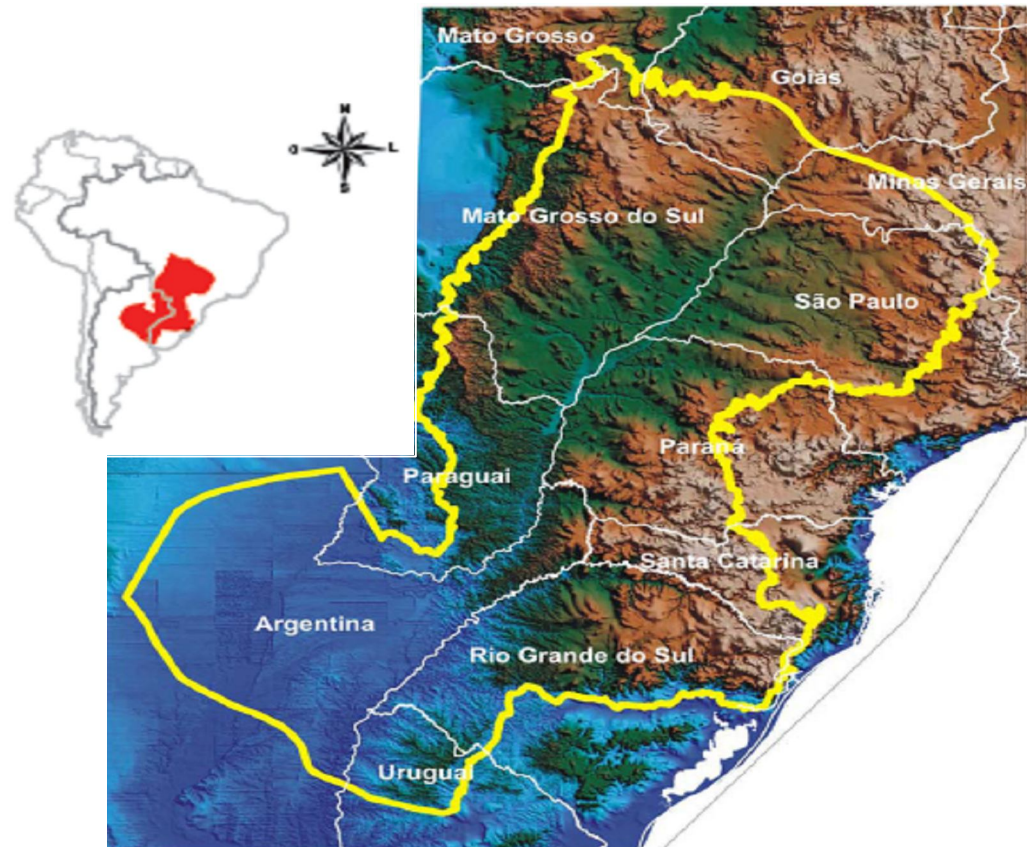 Mato Grosso
Goiás
N
O
L
S
Minas Gerais
Mato Grosso do Sul
São Paulo
Paraná
Paraguai
Santa Catarina
Argentina
Rio Grande do Sul
Uruguai